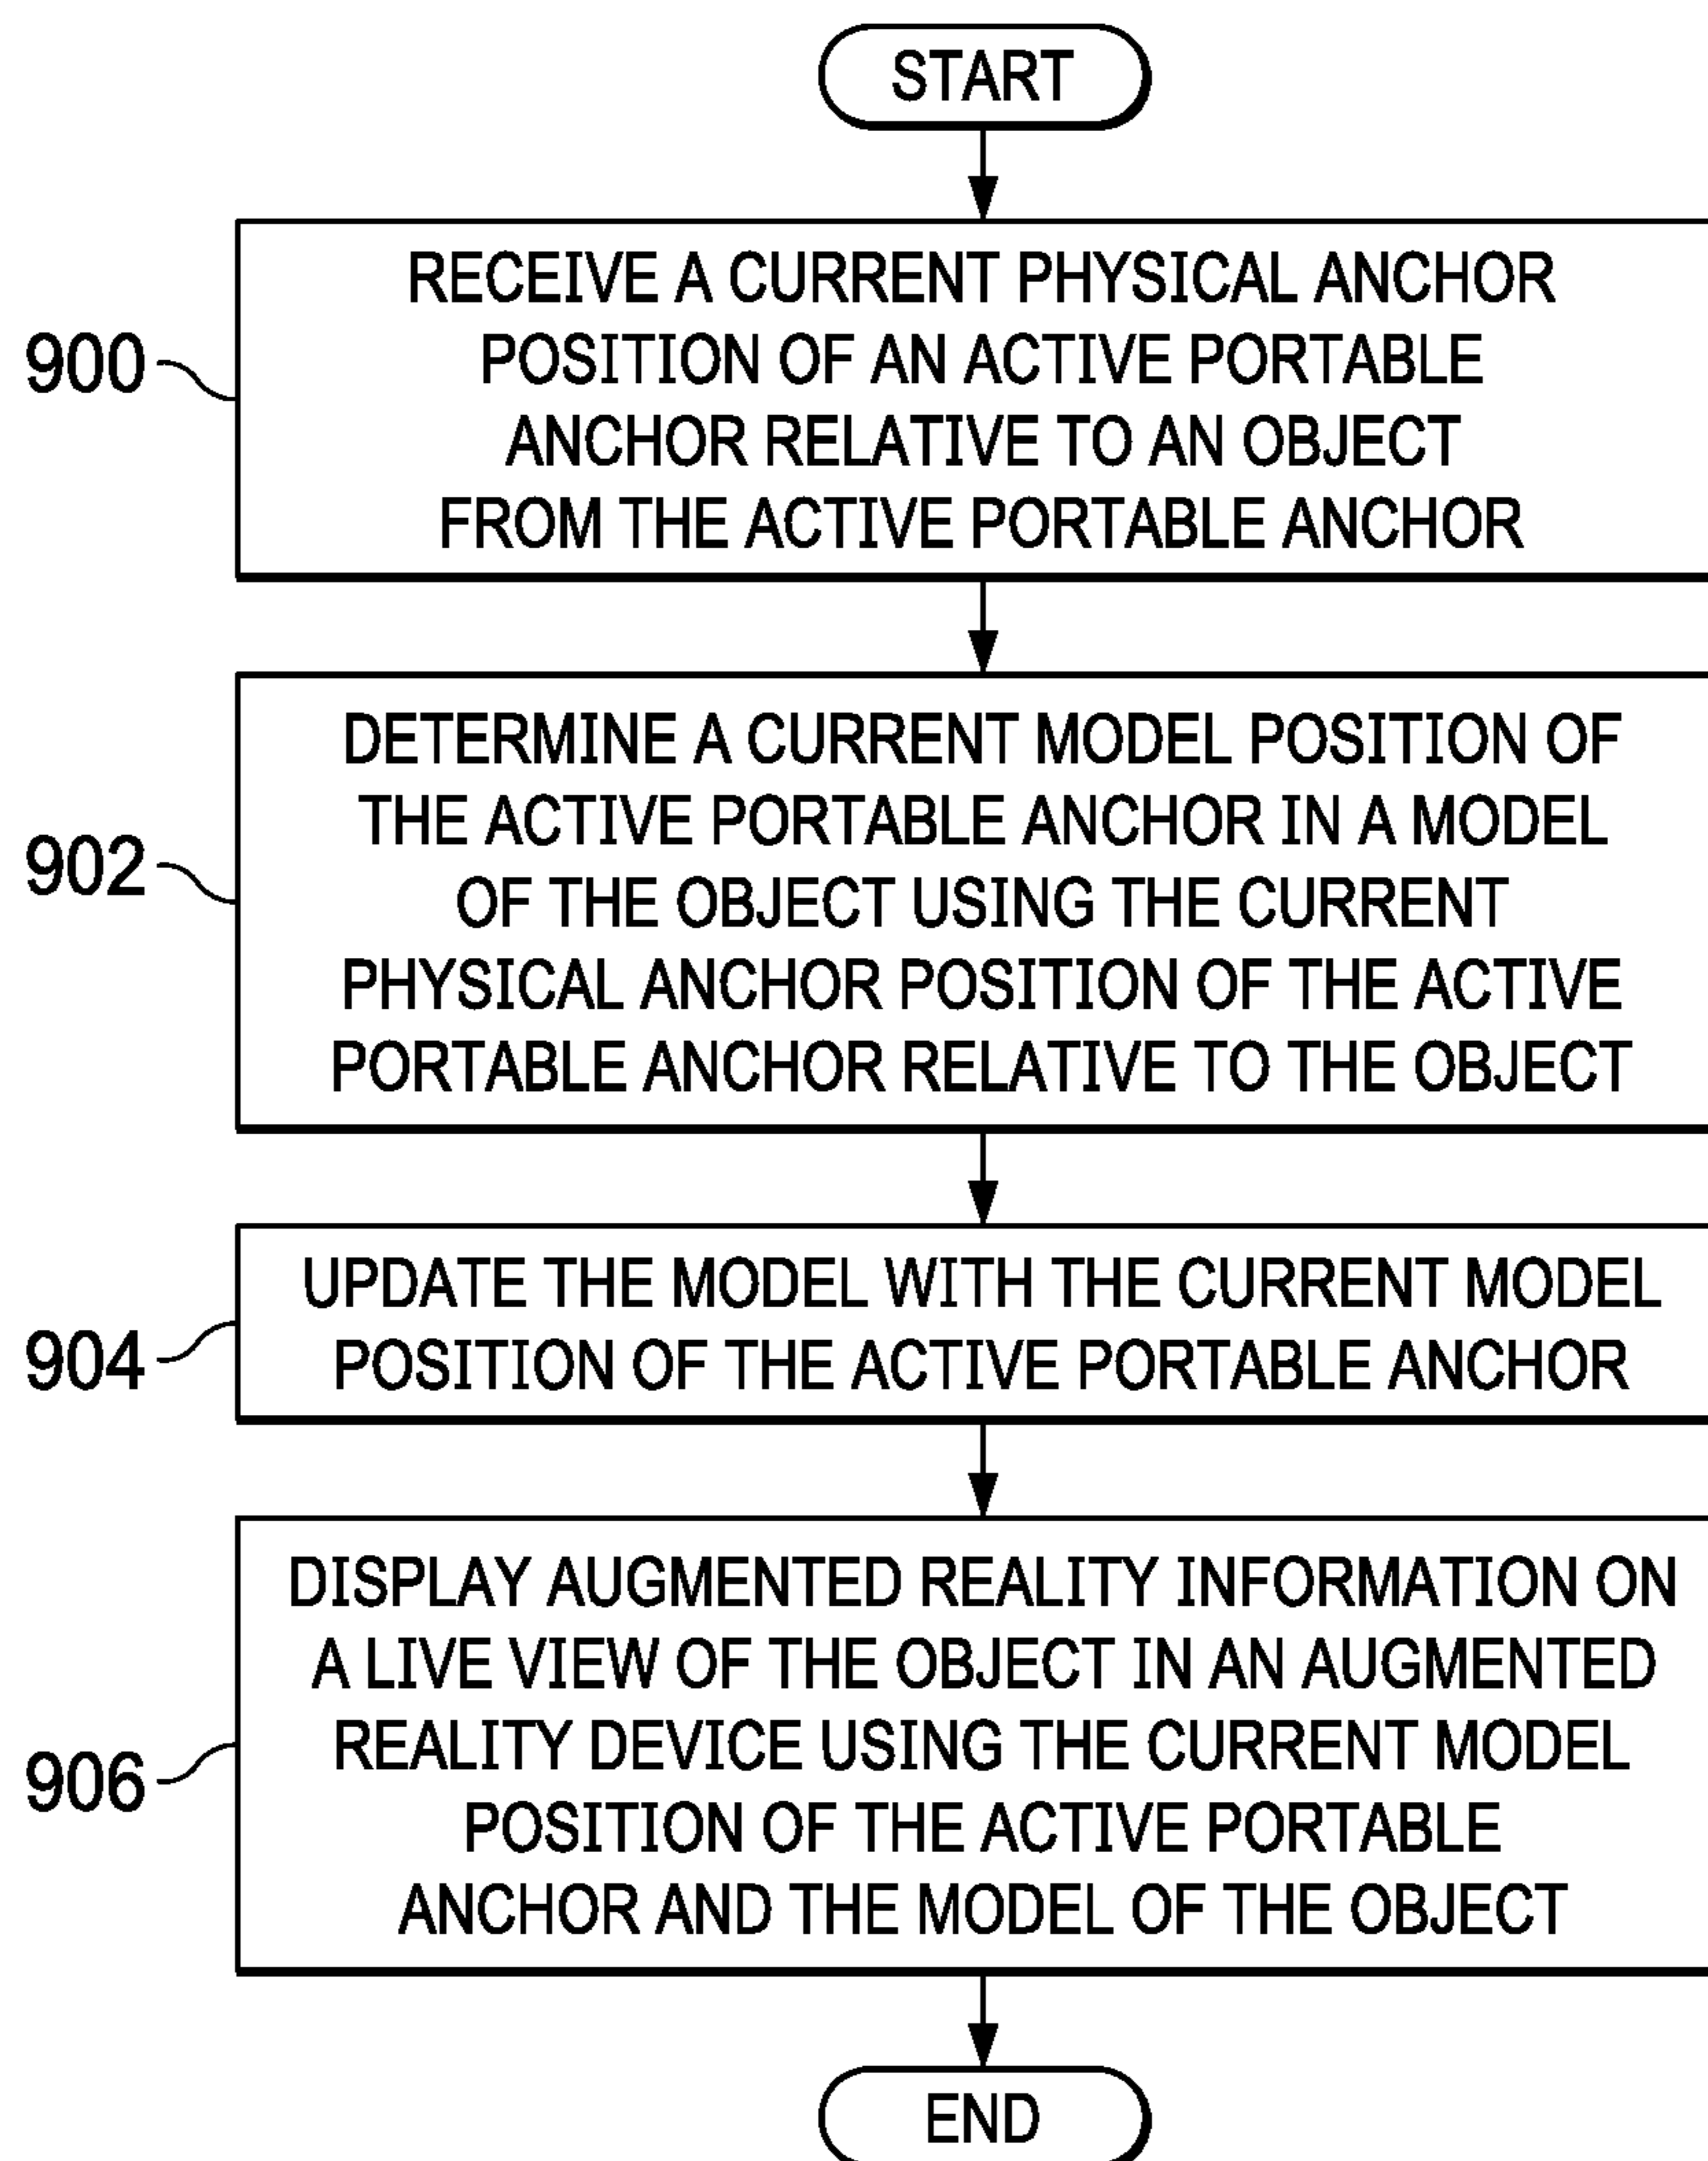 START
900
RECEIVE A CURRENT PHYSICAL ANCHOR
POSITION OF AN ACTIVE PORTABLE
ANCHOR RELATIVE TO AN OBJECT
FROM THE ACTIVE PORTABLE ANCHOR
902
DETERMINE A CURRENT MODEL POSITION OF
THE ACTIVE PORTABLE ANCHOR IN A MODEL
OF THE OBJECT USING THE CURRENT
PHYSICAL ANCHOR POSITION OF THE ACTIVE
PORTABLE ANCHOR RELATIVE TO THE OBJECT
904
UPDATE THE MODEL WITH THE CURRENT MODEL
POSITION OF THE ACTIVE PORTABLE ANCHOR
906
DISPLAY AUGMENTED REALITY INFORMATION ON
A LIVE VIEW OF THE OBJECT IN AN AUGMENTED
REALITY DEVICE USING THE CURRENT MODEL
POSITION OF THE ACTIVE PORTABLE
ANCHOR AND THE MODEL OF THE OBJECT
END